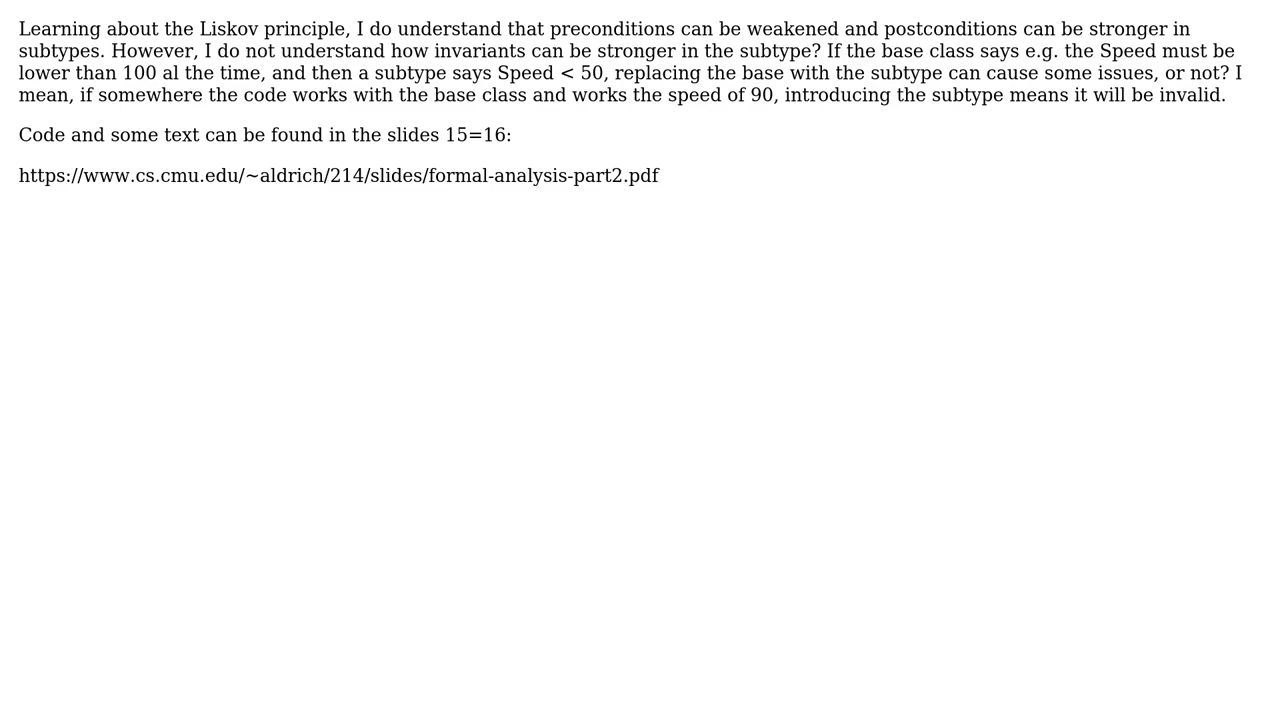 Learning about the Liskov principle, I do understand that preconditions can be weakened and postconditions can be stronger in
subtypes. However, I do not understand how invariants can be stronger in the subtype? If the base class says e.g. the Speed must be
lower than 100 al the time, and then a subtype says Speed < 50, replacing the base with the subtype can cause some issues, or not? I
mean, if somewhere the code works with the base class and works the speed of 90, introducing the subtype means it will be invalid.
Code and some text can be found in the slides 15=16:
https://www.cs.cmu.edu/~aldrich/214/slides/formal-analysis-part2.pdf